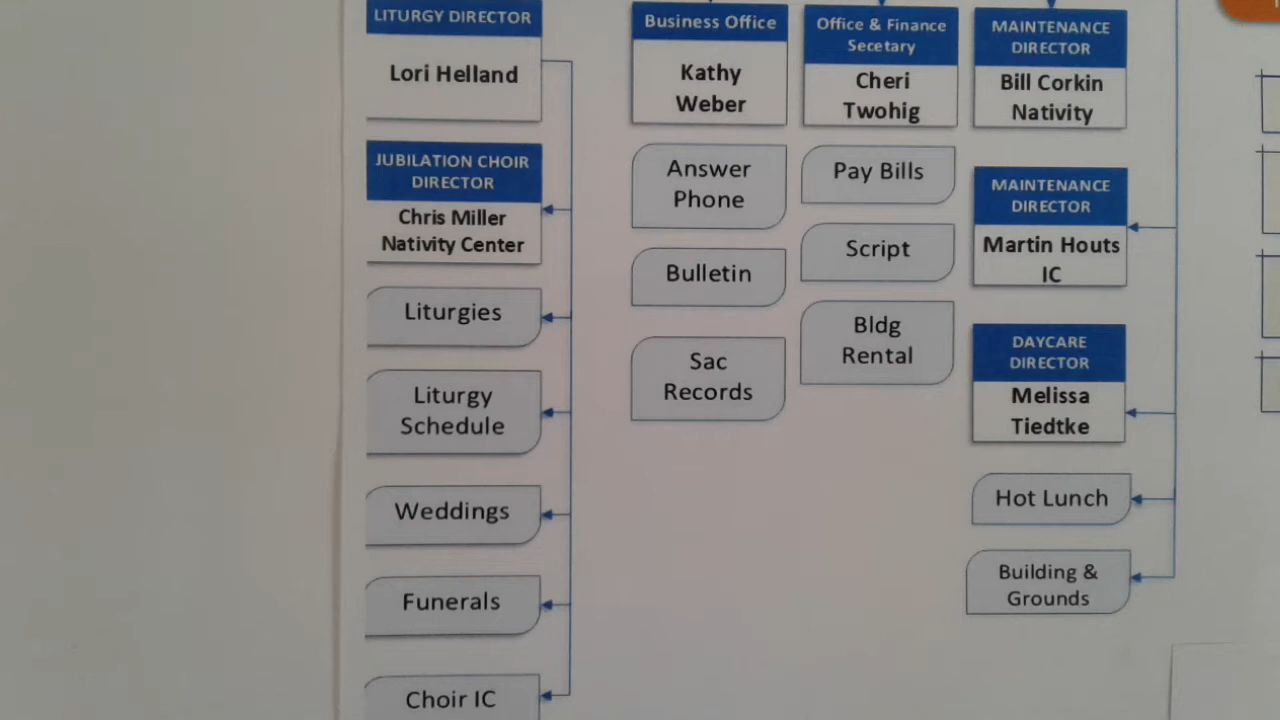 LITURGY DIRECTOR
Lori Helland
JUBILATION CHOIR
DIRECTOR
Chris Miller
Nativity Center
Liturgies
Liturgy
Schedule
Weddings
Funerals
Choir IC
Business Office
Kathy
Weber
Answer
Phone
Bulletin
Sac
Records
Office & Finance
Secetary
Cheri
Twohig
Pay Bills
Script
Bldg
Rental
MAINTENANCE
DIRECTOR
Bill Corkin
Nativity
MAINTENANCE
DIRECTOR
Martin Houts
IC
DAYCARE
DIRECTOR
Melissa
Tiedtke
Hot Lunch
Building &
Grounds